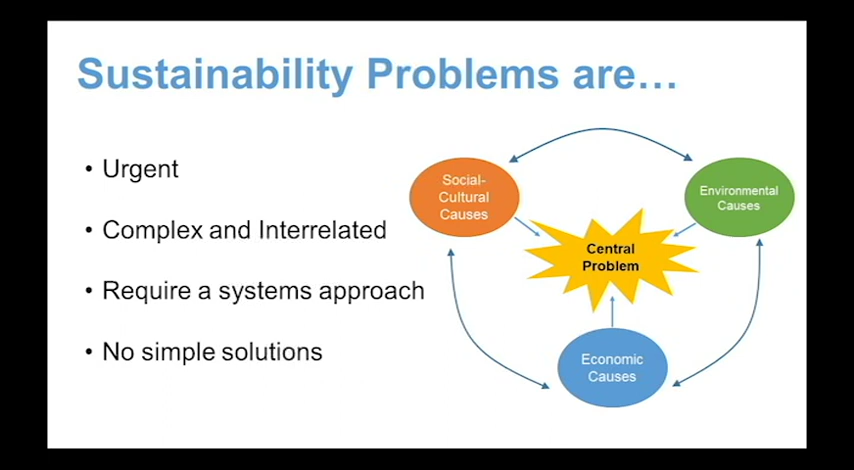 Sustainability Problems are…
• Urgent
• Complex and Interrelated
• Require a systems approach
• No simple solutions
Social-
Cultural
Causes
Environmental
Causes
Central
Problem
Economic
Causes